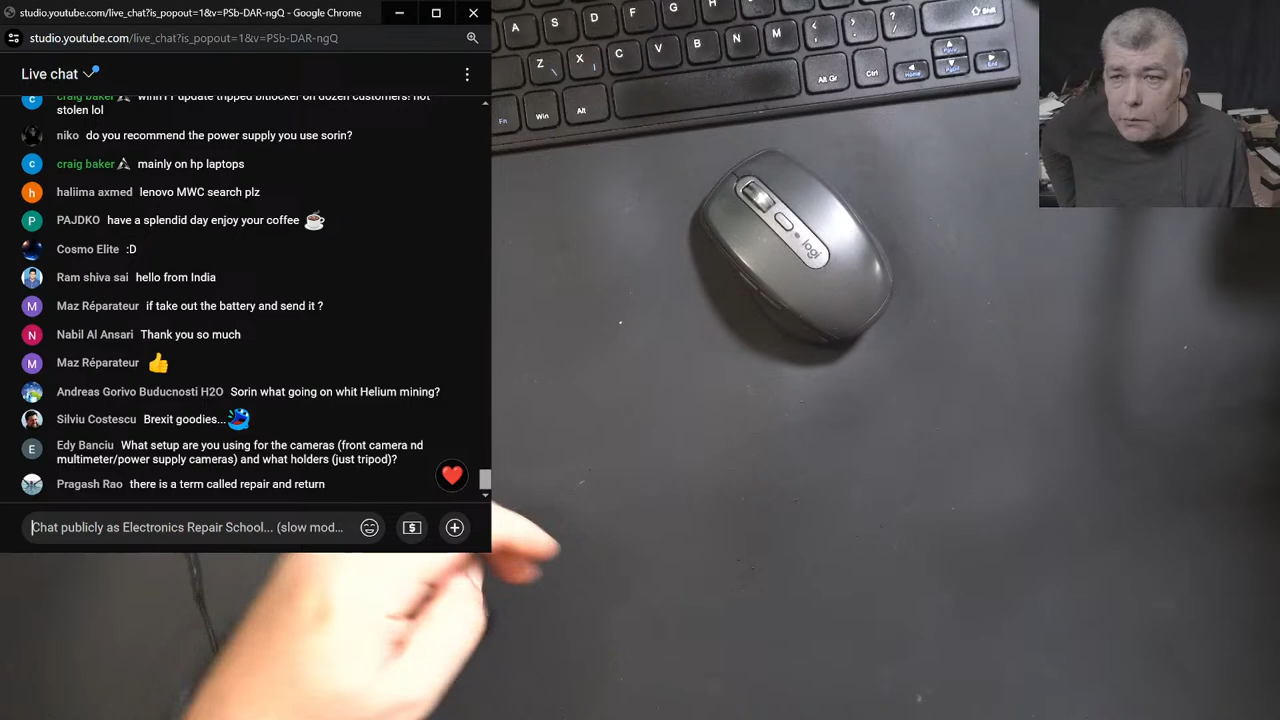 studio.youtube.com/live_chat?is_popout=1&v=PSb-DAR-ngQ - Google Chrome
studio.youtube.com/live_chat?is_popout=1&v=PSb-DAR-ngQ
Live chat
stolen lol
niko do you recommend the power supply you use sorin?
craig baker mainly on hp laptops
haliima axmed lenovo MWC search plz
PAJDKO have a splendid day enjoy your coffee
Cosmo Elite :D
Ram shiva sai hello from India
Maz Réparateur if take out the battery and send it ?
Nabil Al Ansari Thank you so much
Maz Réparateur
Andreas Gorivo Buducnosti H2O Sorin what going on whit Helium mining?
Silviu Costescu Brexit goodies...
Edy Banciu What setup are you using for the cameras (front camera nd
multimeter/power supply cameras) and what holders (just tripod)?
Pragash Rao there is a term called repair and return
Chat publicly as Electronics Repair School... (slow mod...
A S D F G H J K L
Shift
Z X C V B N M
Fn Win Alt Alt Gr Ctrl Home PgDn End
logi